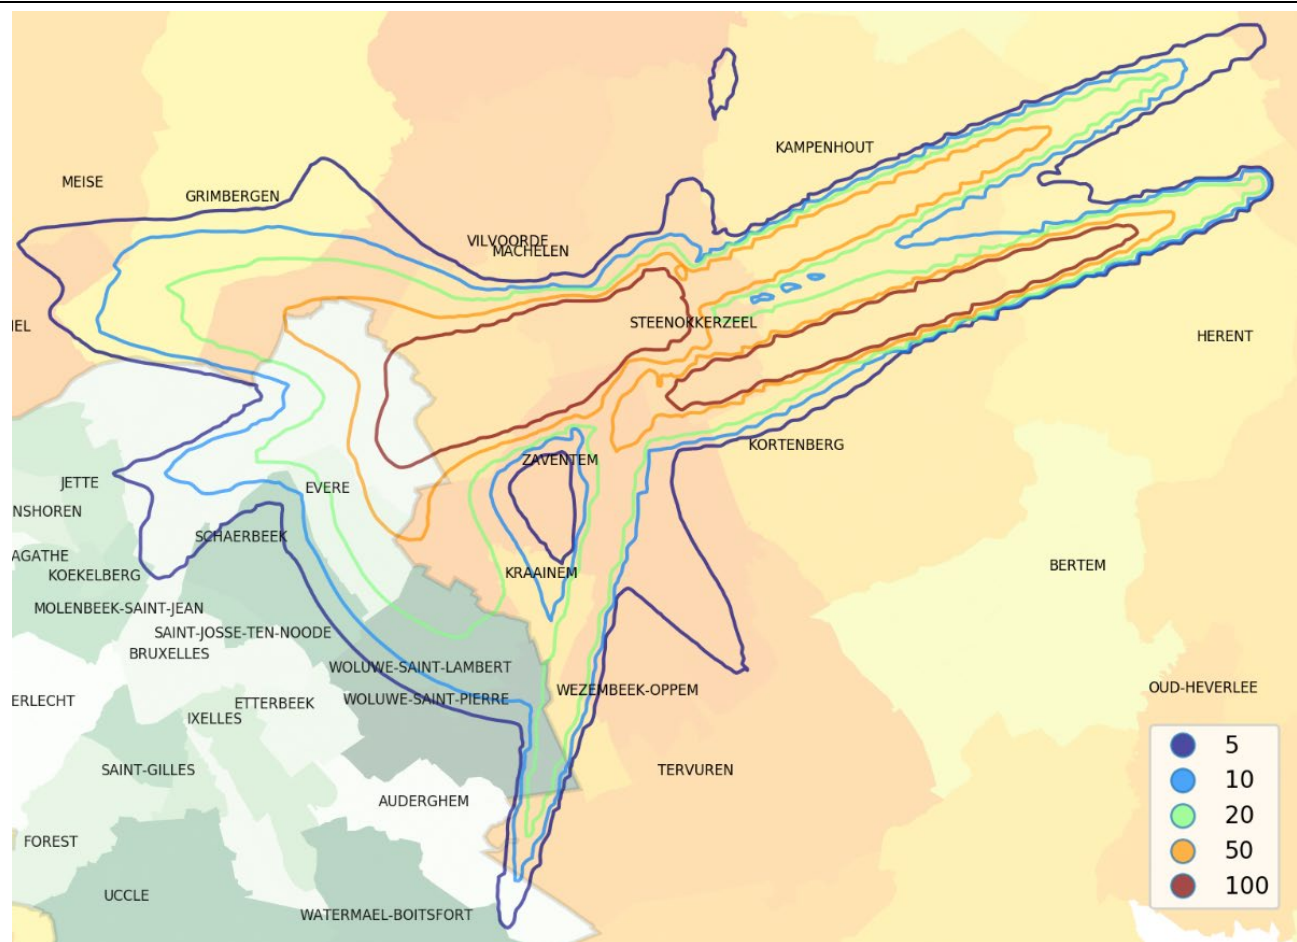 KAMPENHOUT
MEISE
GRIMBERGEN
VILVOORDE
MACHELEN
STEENOKKERZEEL
IEL
HERENT
KORTENBERG
ZAVENTEM
JETTE
EVERE
NSHOREN
SCHAERBEEK
AGATHE
KOEKELBERG
KRAAINEM
BERTEM
MOLENBEEK-SAINT-JEAN
SAINT-JOSSE-TEN-NOODE
BRUXELLES
WOLUWE-SAINT-LAMBERT
WEZEMBEEK-OPPEM
OUD-HEVERLEE
ERLECHT
ETTERBEEK
WOLUWE-SAINT-PIERRE
IXELLES
SAINT-GILLES
TERVUREN
AUDERGHEM
FOREST
UCCLE
WATERMAEL-BOITSFORT
5
10
20
50
100